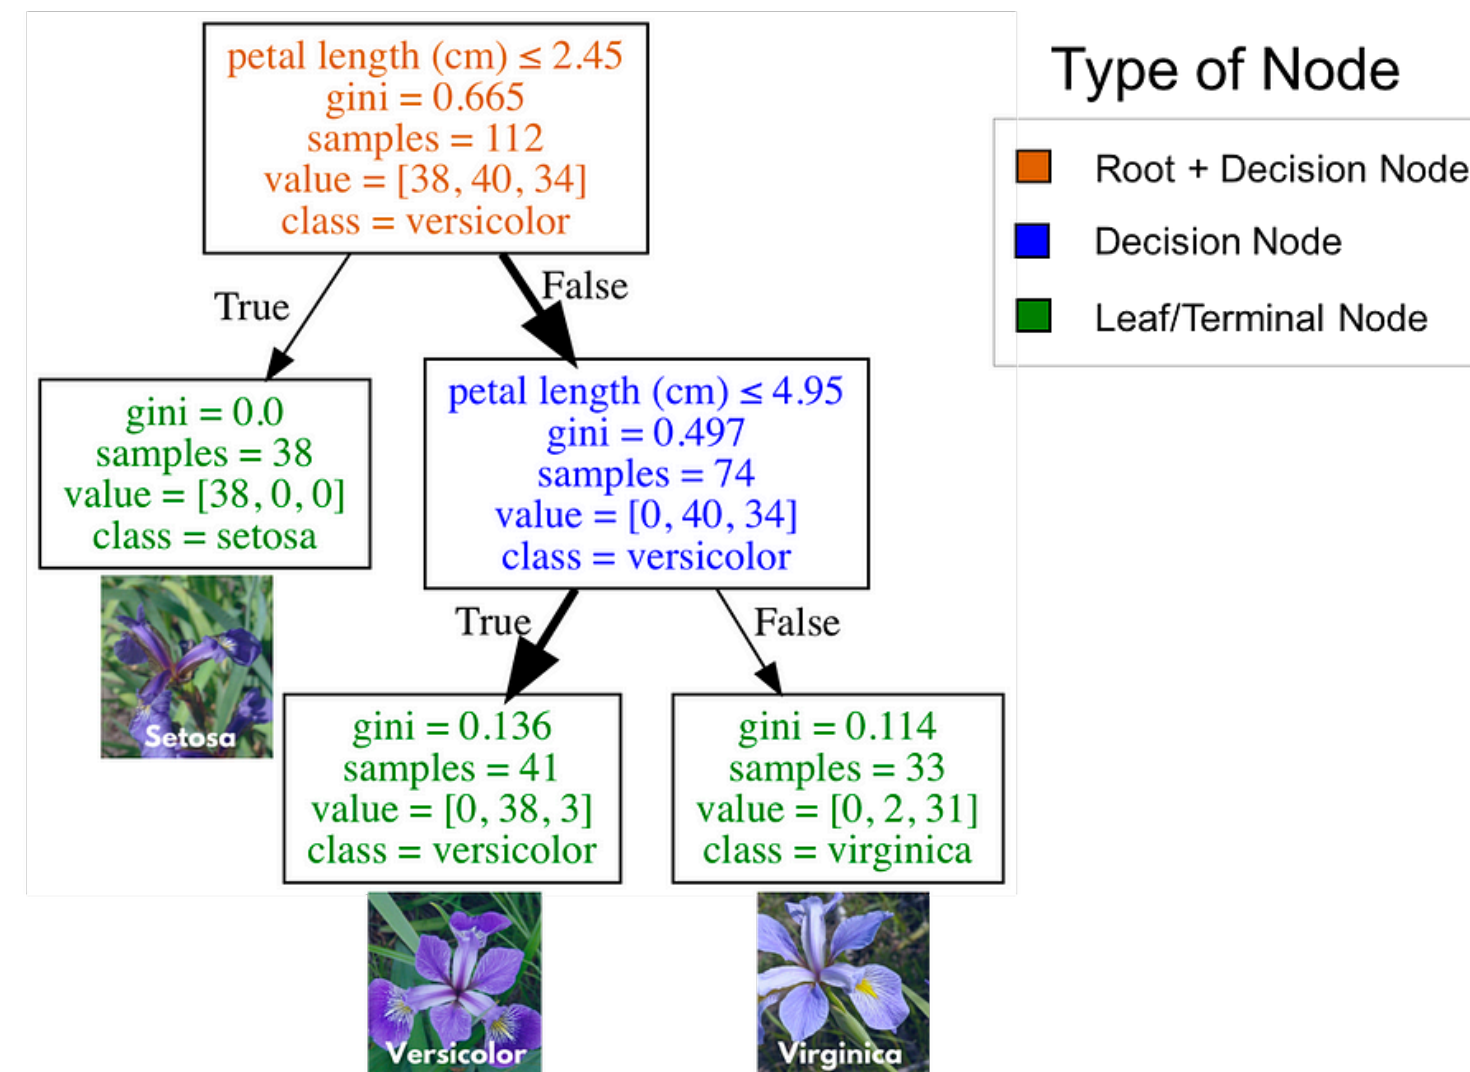 petal length (cm) ≤ 2.45
gini = 0.665
samples = 112
value = [38, 40, 34]
class = versicolor
Type of Node
Root + Decision Node
Decision Node
Leaf/Terminal Node
True
False
gini = 0.0
samples = 38
value = [38, 0, 0]
class = setosa
Setosa
petal length (cm) ≤ 4.95
gini = 0.497
samples = 74
value = [0, 40, 34]
class = versicolor
True
False
gini = 0.136
samples = 41
value = [0, 38, 3]
class = versicolor
Versicolor
gini = 0.114
samples = 33
value = [0, 2, 31]
class = virginica
Virginica